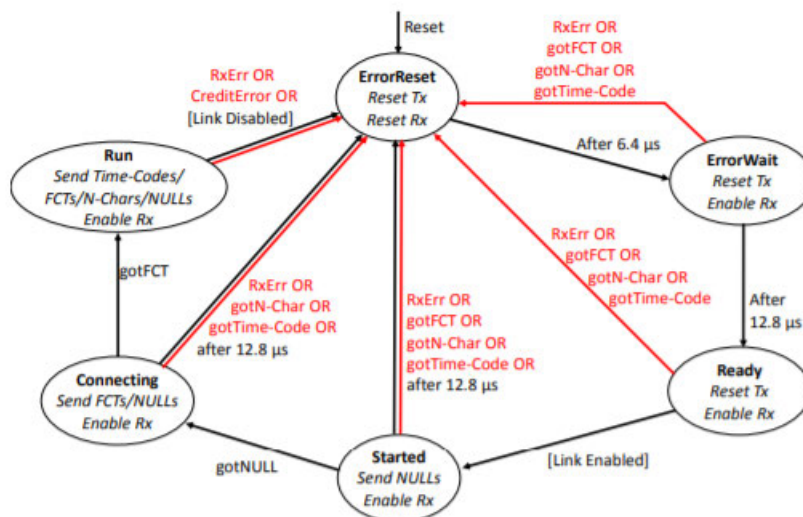 Reset
ErrorReset
Reset Tx
Reset Rx
RxErr OR
CreditError OR
[Link Disabled]
RxErr OR
gotFCT OR
gotN-Char OR
gotTime-Code
After 6.4 µs
Run
Send Time-Codes/
FCTs/N-Chars/NULLs
Enable Rx
ErrorWait
Reset Tx
Enable Rx
gotFCT
RxErr OR
gotN-Char OR
gotTime-Code OR
after 12.8 µs
RxErr OR
gotFCT OR
gotN-Char OR
gotTime-Code OR
after 12.8 µs
RxErr OR
gotFCT OR
gotN-Char OR
gotTime-Code
After
12.8 µs
Connecting
Send FCTs/NULLs
Enable Rx
Ready
Reset Tx
Enable Rx
gotNULL
Started
Send NULLs
Enable Rx
[Link Enabled]